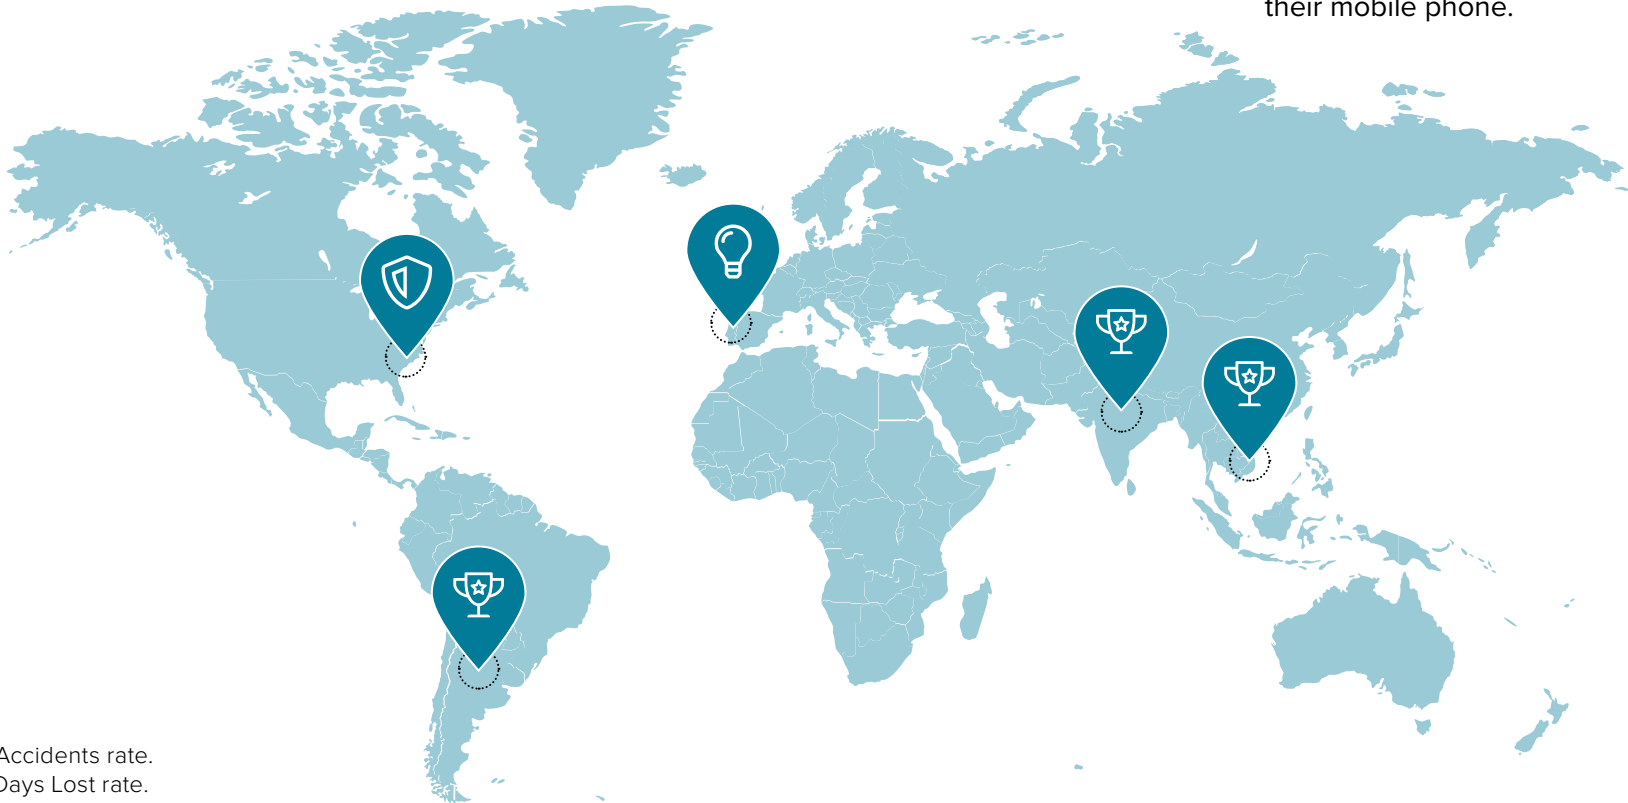 their mobile phone.
Accidents rate.
Days Lost rate.